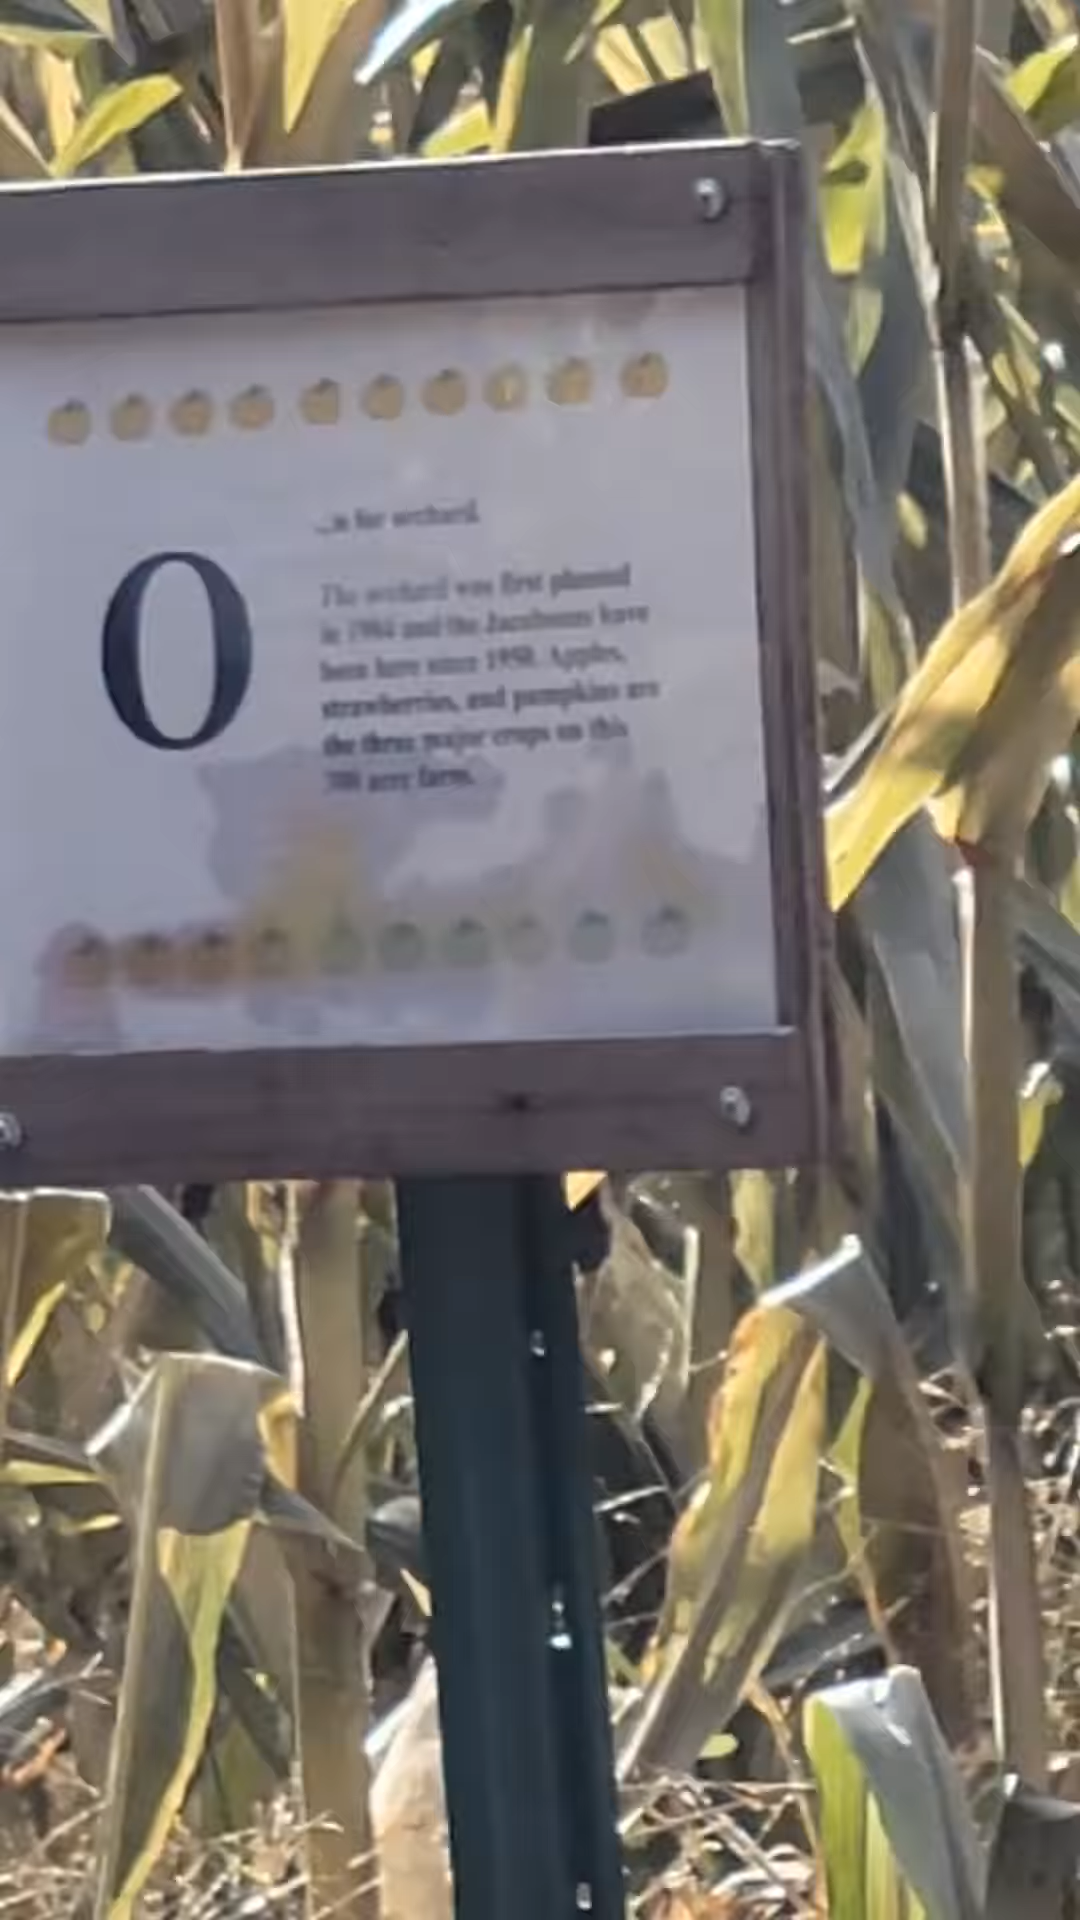 O
...is for orchard.
The orchard was first planted
in and the have
been here since 1950. Apples,
strawberries, and pumpkins are
the three major crops on this
acre farm.